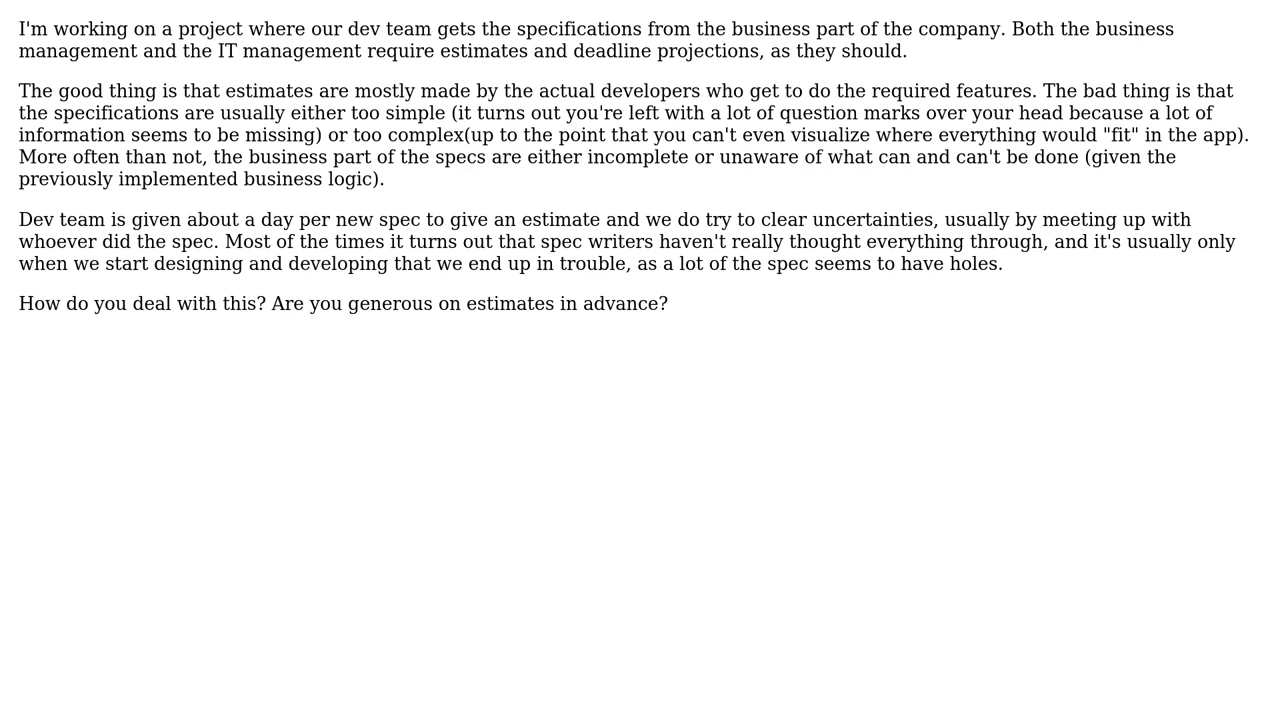 I'm working on a project where our dev team gets the specifications from the business part of the company. Both the business
management and the IT management require estimates and deadline projections, as they should.
The good thing is that estimates are mostly made by the actual developers who get to do the required features. The bad thing is that
the specifications are usually either too simple (it turns out you're left with a lot of question marks over your head because a lot of
information seems to be missing) or too complex(up to the point that you can't even visualize where everything would "fit" in the app).
More often than not, the business part of the specs are either incomplete or unaware of what can and can't be done (given the
previously implemented business logic).
Dev team is given about a day per new spec to give an estimate and we do try to clear uncertainties, usually by meeting up with
whoever did the spec. Most of the times it turns out that spec writers haven't really thought everything through, and it's usually only
when we start designing and developing that we end up in trouble, as a lot of the spec seems to have holes.
How do you deal with this? Are you generous on estimates in advance?